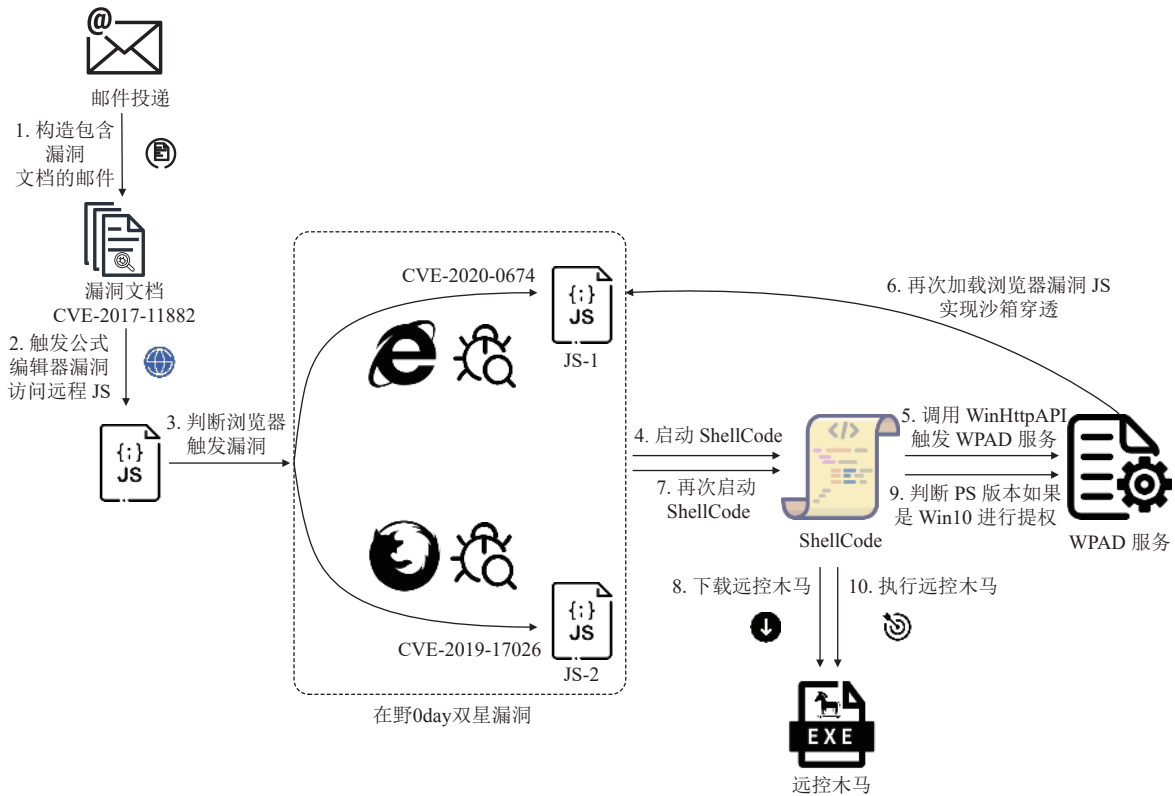 @
邮件投递
1. 构造包含
漏洞
文档的邮件
漏洞文档
CVE-2017-11882
2. 触发公式
编辑器漏洞
访问远程 JS
{;}
JS
3. 判断浏览器
触发漏洞
CVE-2020-0674
{;}
JS
JS-1
CVE-2019-17026
{;}
JS
JS-2
在野0day双星漏洞
4. 启动 ShellCode
7. 再次启动
ShellCode
</>
ShellCode
5. 调用 WinHttpAPI
触发 WPAD 服务
9. 判断 PS 版本如果
是 Win10 进行提权
WPAD 服务
6. 再次加载浏览器漏洞 JS
实现沙箱穿透
8. 下载远控木马
10. 执行远控木马
EXE
远控木马